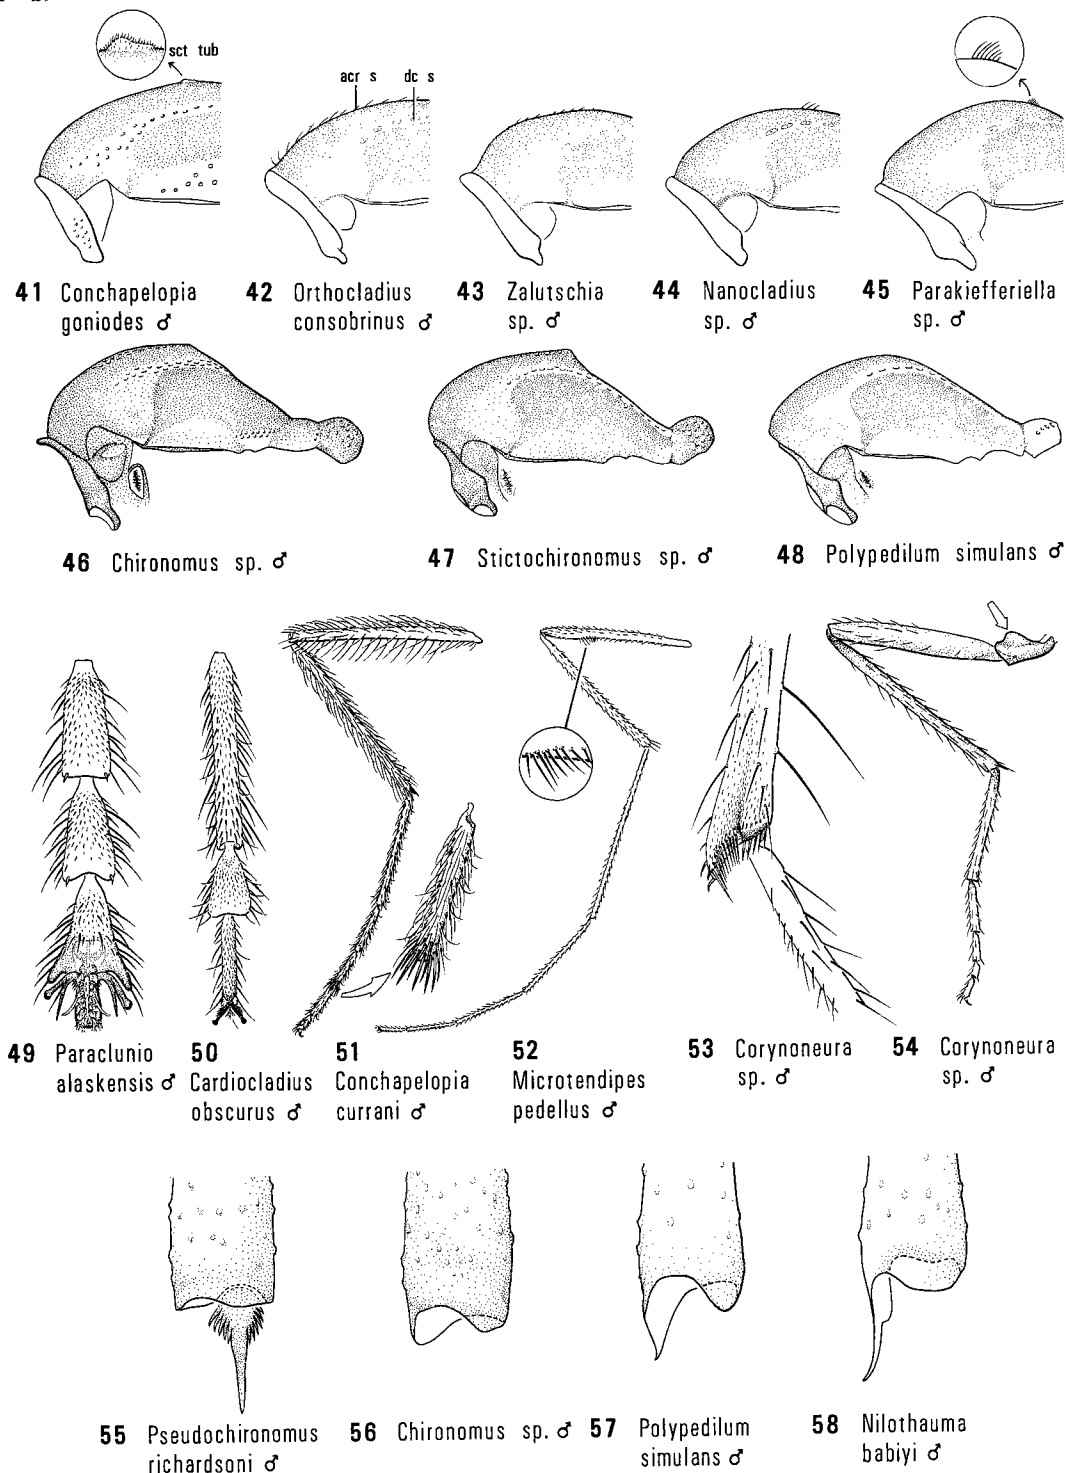 sct tub
acr s
dc s
41 Conchapelopia
goniodes ♂
42 Orthocladius
consobrinus ♂
43 Zalutschia
sp. ♂
44 Nanocladius
sp. ♂
45 Parakiefferiella
sp. ♂
46 Chironomus sp. ♂
47 Stictochironomus sp. ♂
48 Polypedilum simulans ♂
49 Paraclunio
alaskensis ♂
50
Cardiocladius
obscurus ♂
51
Conchapelopia
currani ♂
52
Microtendipes
pedellus ♂
53 Corynoneura
sp. ♂
54 Corynoneura
sp. ♂
55 Pseudochironomus
richardsoni ♂
56 Chironomus sp. ♂
57 Polypedilum
simulans ♂
58 Nilothauma
babiyi ♂